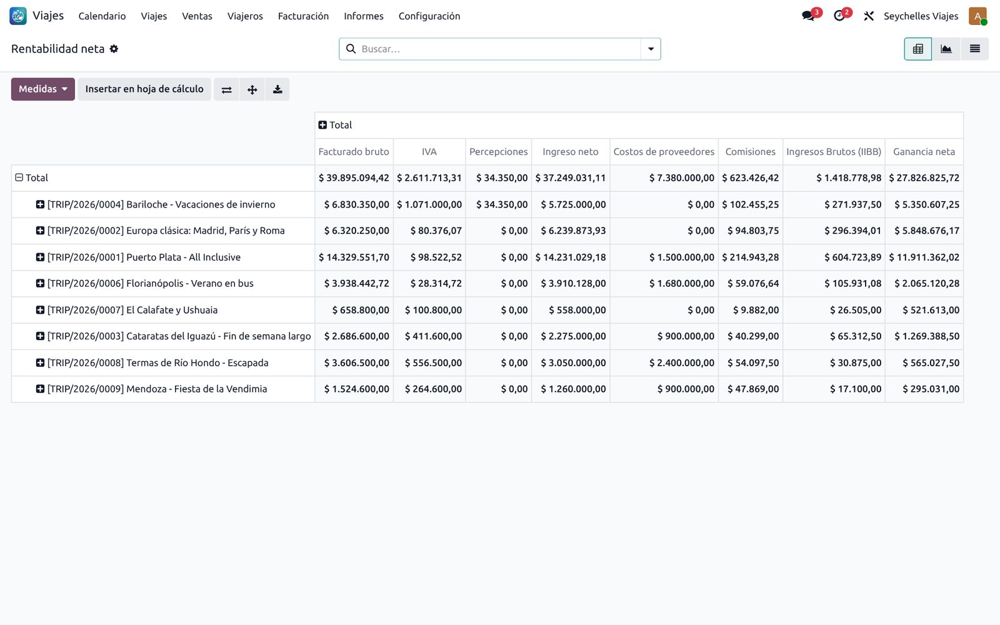 Viajes Calendario Viajes Ventas Viajeros Facturación Informes Configuración 3 2 Seychelles Viajes A
Rentabilidad neta Buscar...
Medidas Insertar en hoja de cálculo
Total
Facturado bruto IVA Percepciones Ingreso neto Costos de proveedores Comisiones Ingresos Brutos (IIBB) Ganancia neta
Total $ 39.895.094,42 $ 2.611.713,31 $ 34.350,00 $ 37.249.031,11 $ 7.380.000,00 $ 623.426,42 $ 1.418.778,98 $ 27.826.825,72
[TRIP/2026/0004] Bariloche - Vacaciones de invierno $ 6.830.350,00 $ 1.071.000,00 $ 34.350,00 $ 5.725.000,00 $ 0,00 $ 102.455,25 $ 271.937,50 $ 5.350.607,25
[TRIP/2026/0002] Europa clásica: Madrid, París y Roma $ 6.320.250,00 $ 80.376,07 $ 0,00 $ 6.239.873,93 $ 0,00 $ 94.803,75 $ 296.394,01 $ 5.848.676,17
[TRIP/2026/0001] Puerto Plata - All Inclusive $ 14.329.551,70 $ 98.522,52 $ 0,00 $ 14.231.029,18 $ 1.500.000,00 $ 214.943,28 $ 604.723,89 $ 11.911.362,02
[TRIP/2026/0006] Florianópolis - Verano en bus $ 3.938.442,72 $ 28.314,72 $ 0,00 $ 3.910.128,00 $ 1.680.000,00 $ 59.076,64 $ 105.931,08 $ 2.065.120,28
[TRIP/2026/0007] El Calafate y Ushuaia $ 658.800,00 $ 100.800,00 $ 0,00 $ 558.000,00 $ 0,00 $ 9.882,00 $ 26.505,00 $ 521.613,00
[TRIP/2026/0003] Cataratas del Iguazú - Fin de semana largo $ 2.686.600,00 $ 411.600,00 $ 0,00 $ 2.275.000,00 $ 900.000,00 $ 40.299,00 $ 65.312,50 $ 1.269.388,50
[TRIP/2026/0008] Termas de Río Hondo - Escapada $ 3.606.500,00 $ 556.500,00 $ 0,00 $ 3.050.000,00 $ 2.400.000,00 $ 54.097,50 $ 30.875,00 $ 565.027,50
[TRIP/2026/0009] Mendoza - Fiesta de la Vendimia $ 1.524.600,00 $ 264.600,00 $ 0,00 $ 1.260.000,00 $ 900.000,00 $ 47.869,00 $ 17.100,00 $ 295.031,00